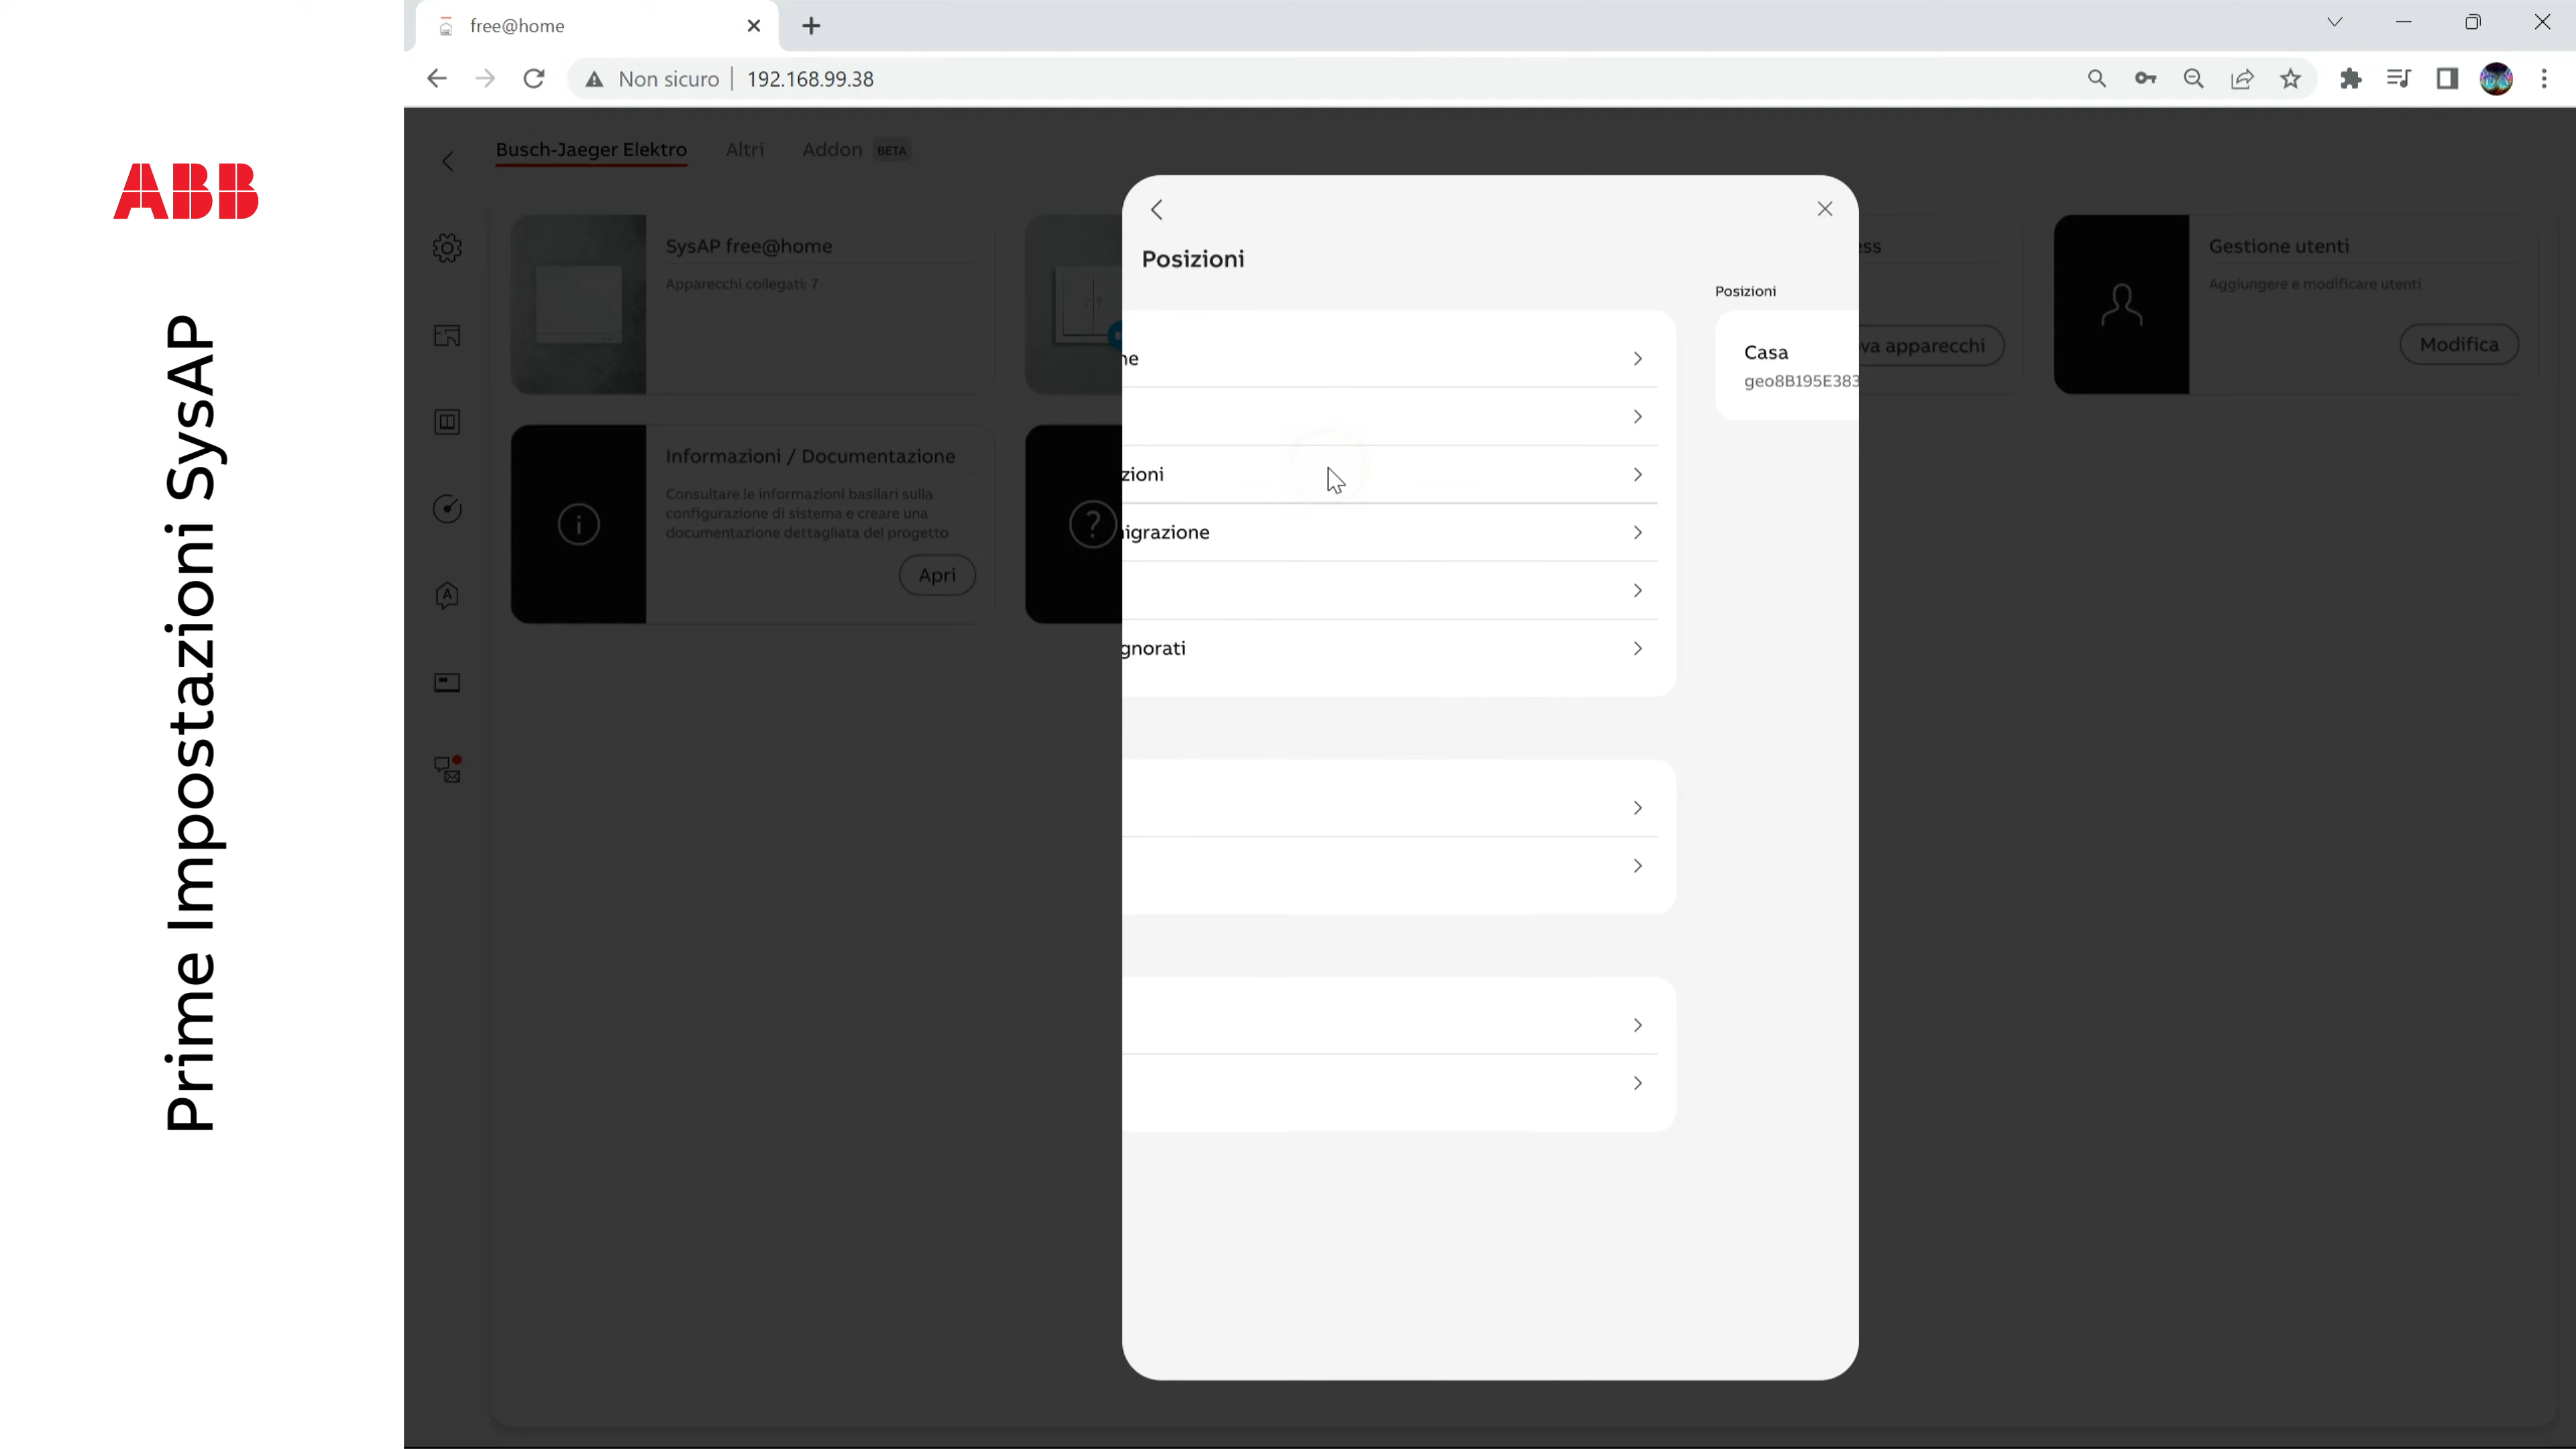 ABB
Prime Impostazioni SysAP
free@home
Non sicuro
192.168.99.38
Busch-Jaeger Elektro
Altri
Addon
BETA
SysAP free@home
Apparecchi collegati: 7
Informazioni / Documentazione
Consultare le informazioni basilari sulla
configurazione di sistema e creare una
documentazione dettagliata del progetto
Apri
Posizioni
ne
zioni
nigrazione
gnorati
Posizioni
Casa
geo8B195E383
ess
va apparecchi
Gestione utenti
Aggiungere e modificare utenti
Modifica